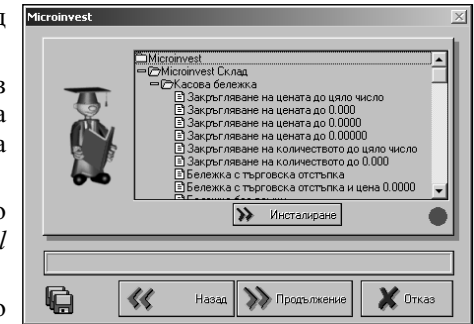 Microinvest
Microinvest
Microinvest Склад
Касова бележка
Закръгляване на цената до цяло число
Закръгляване на цената до 0.000
Закръгляване на цената до 0.0000
Закръгляване на цената до 0.00000
Закръгляване на количеството до цяло число
Закръгляване на количеството до 0.000
Бележка с търговска отстъпка
Бележка с търговска отстъпка и цена 0.0000
Инсталиране
Назад
Продължение
Отказ